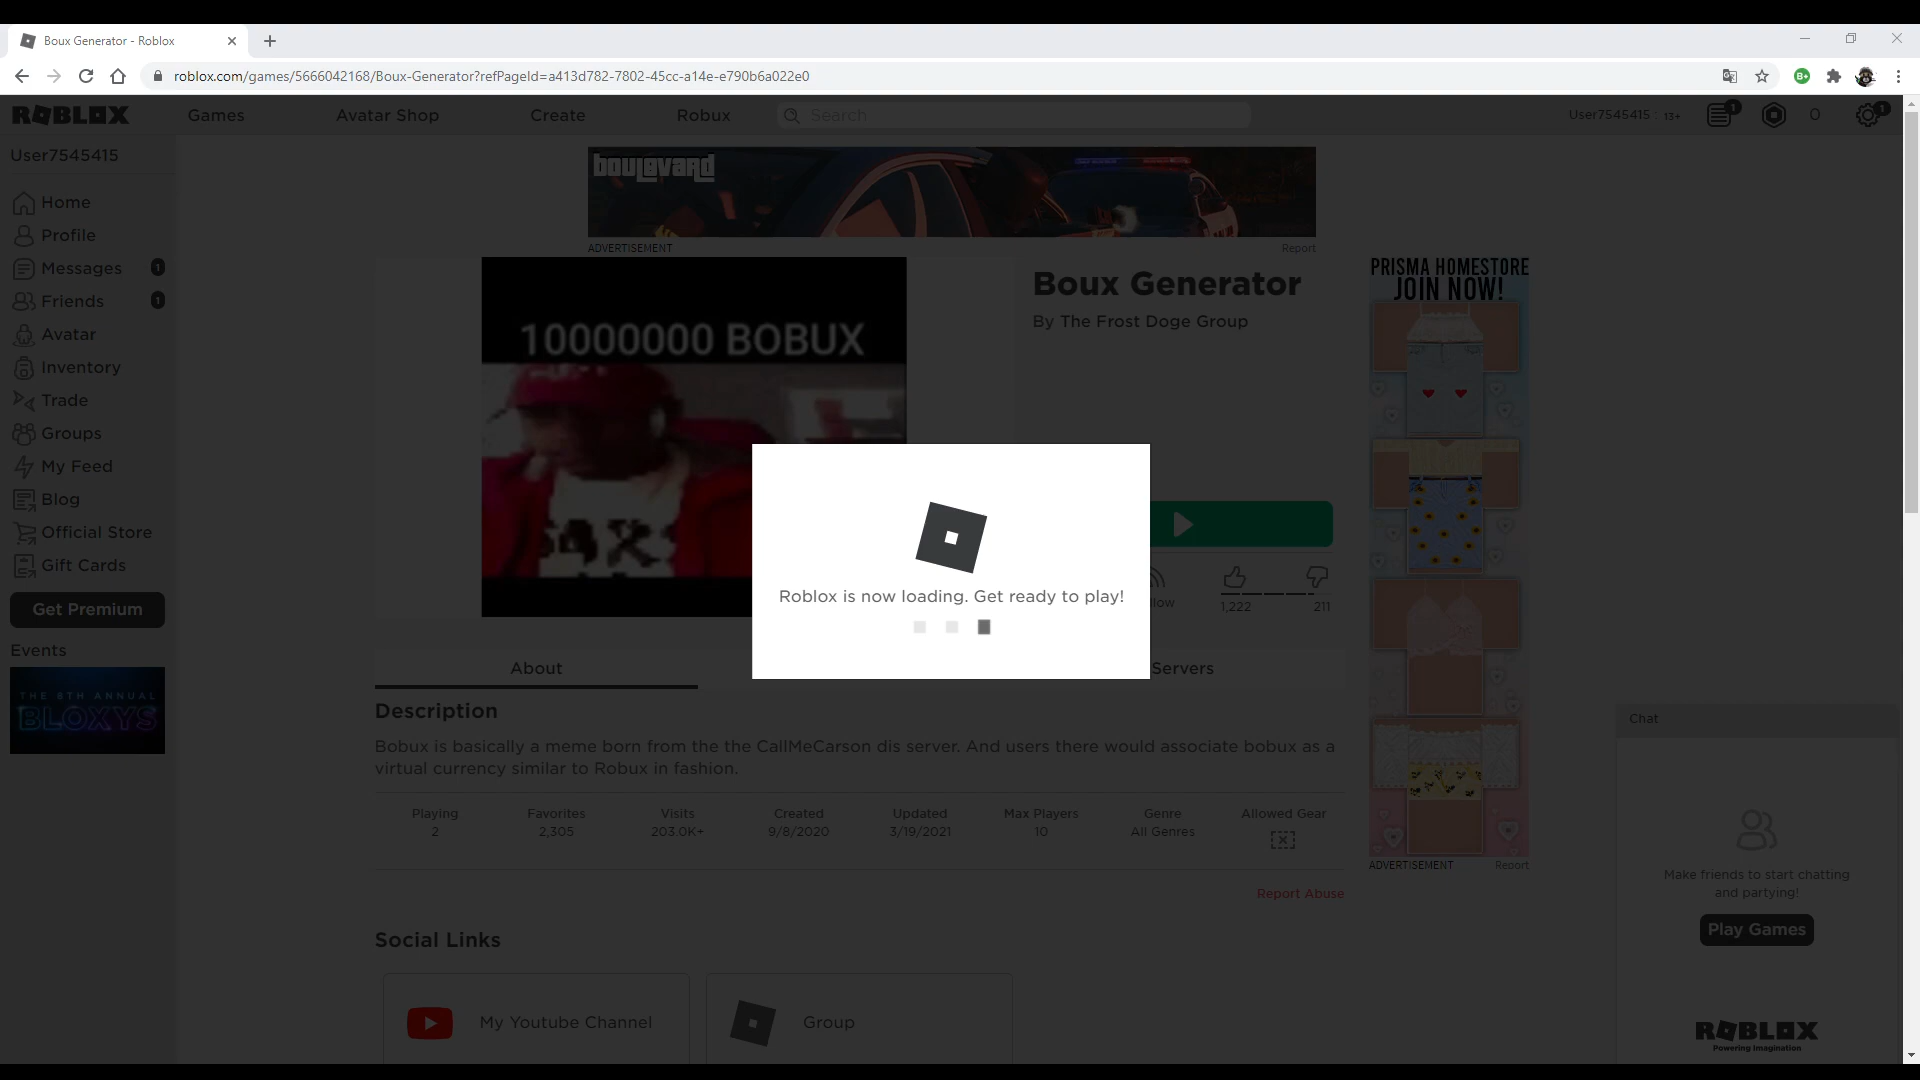 Boux Generator - Roblox
roblox.com/games/5666042168/Boux-Generator?refPageId=a413d782-7802-45cc-a14e-e790b6a022e0
B+
ROBLOX
Games
Avatar Shop
Create
Robux
Search
User7545415 : 13+
1
0
1
User7545415
Home
Profile
Messages 1
Friends 1
Avatar
Inventory
Trade
Groups
My Feed
Blog
Official Store
Gift Cards
Get Premium
Events
THE 8TH ANNUAL
BLOXYS
boulevard
ADVERTISEMENT
Report
10000000 BOBUX
Boux Generator
By The Frost Doge Group
Roblox is now loading. Get ready to play!
llow
1,222
211
About
Servers
Description
Bobux is basically a meme born from the the CallMeCarson dis server. And users there would associate bobux as a
virtual currency similar to Robux in fashion.
Playing
2
Favorites
2,305
Visits
203.0K+
Created
9/8/2020
Updated
3/19/2021
Max Players
10
Genre
All Genres
Allowed Gear
Report Abuse
Social Links
My Youtube Channel
Group
PRISMA HOMESTORE
JOIN NOW!
ADVERTISEMENT
Report
Chat
Make friends to start chatting
and partying!
Play Games
ROBLOX
Powering Imagination